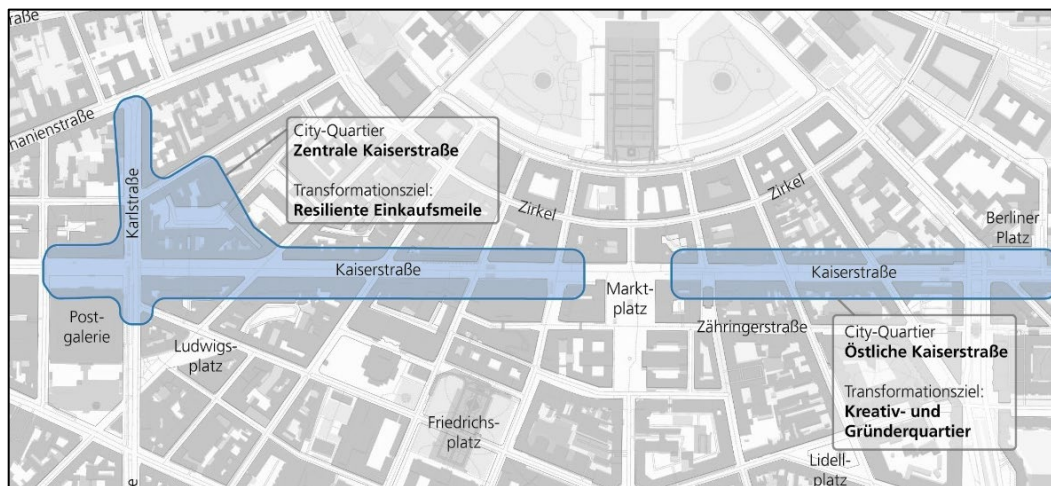 RAßE
hanienstraße
Karlstraße
City-Quartier
Zentrale Kaiserstraße
Transformationsziel:
Resiliente Einkaufsmeile
Zirkel
Zirkel
Berliner
Platz
Kaiserstraße
Kaiserstraße
Markt-
platz
Post-
galerie
Ludwigs-
platz
Zähringerstraße
City-Quartier
Östliche Kaiserstraße
Transformationsziel:
Kreativ- und
Gründerquartier
Friedrichs-
platz
Lidell-
platz
e